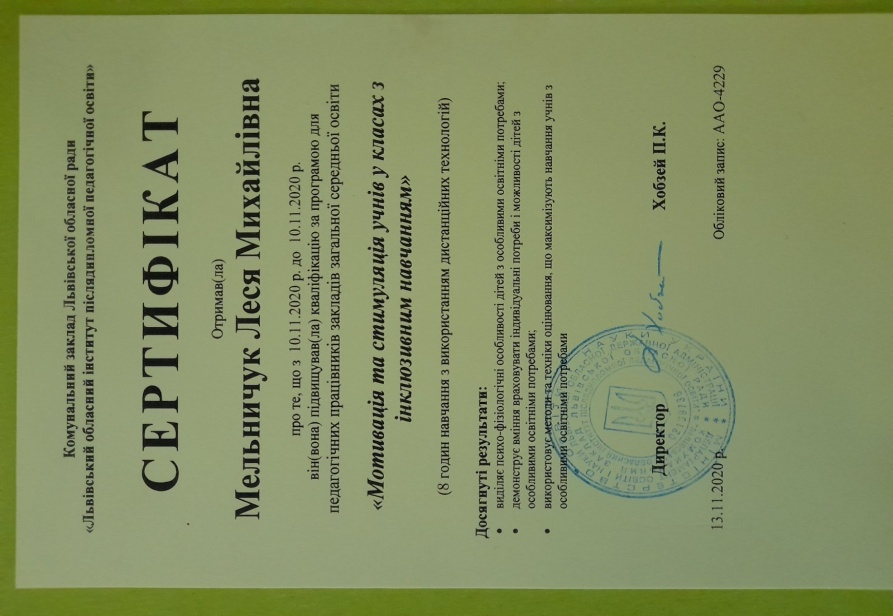 Комунальний заклад Львівської обласної ради
«Львівський обласний інститут післядипломної педагогічної освіти»
СЕРТИФІКАТ
Отримав(ла)
Мельничук Леся Михайлівна
про те, що з 10.11.2020 р. до 10.11.2020 р.
він(вона) підвищував(ла) кваліфікацію за програмою для
педагогічних працівників закладів загальної середньої освіти
«Мотивація та стимуляція учнів у класах з
інклюзивним навчанням»
(8 годин навчання з використанням дистанційних технологій)
Досягнуті результати:
• виділяє психо-фізіологічні особливості дітей з особливими освітніми потребами;
• демонструє вміння враховувати індивідуальні потреби і можливості дітей з
особливими освітніми потребами;
• використовує методи та техніки оцінювання, що максимізують навчання учнів з
особливими освітніми потребами
Директор Хобзей П.К.
13.11.2020 р. Обліковий запис: ААО-4229